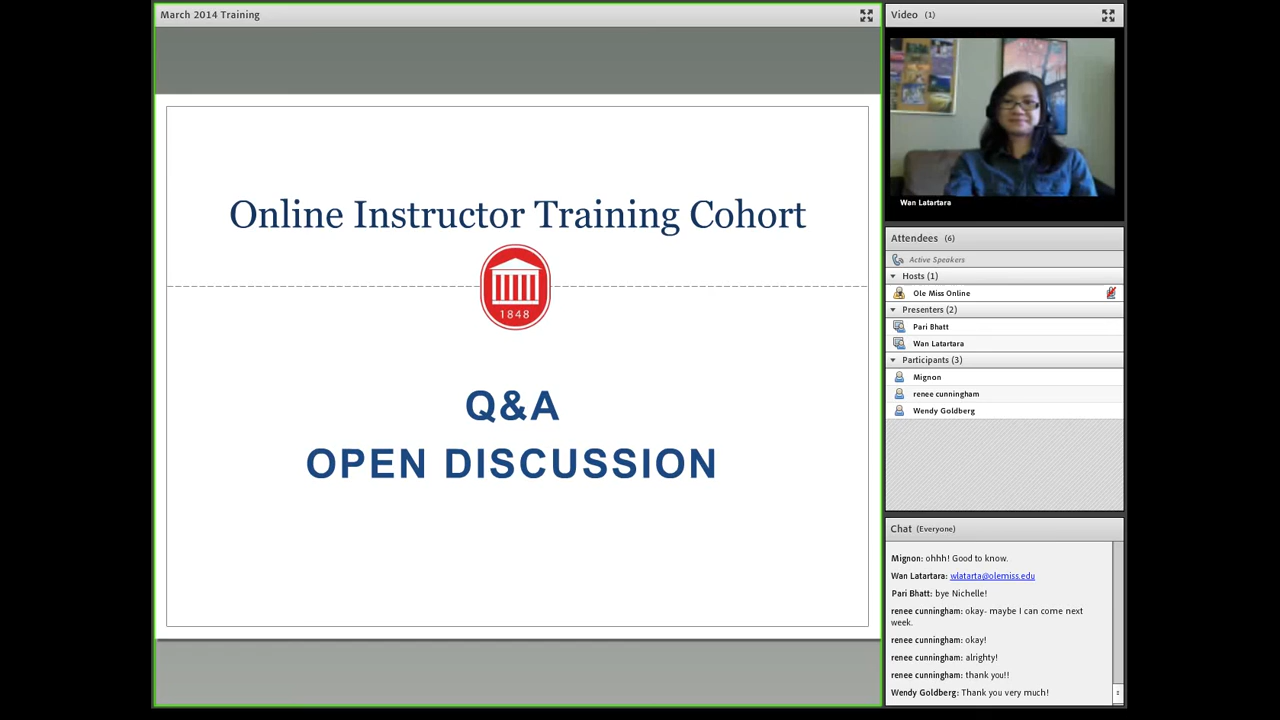 March 2014 Training
Online Instructor Training Cohort
1848
Q&A
OPEN DISCUSSION
Video (1)
Wan Latartara
Attendees (6)
Active Speakers
Hosts (1)
Ole Miss Online
Presenters (2)
Pari Bhatt
Wan Latartara
Participants (3)
Mignon
renee cunningham
Wendy Goldberg
Chat (Everyone)
Mignon: ohhh! Good to know.
Wan Latartara: wlatarta@olemiss.edu
Pari Bhatt: bye Nichelle!
renee cunningham: okay- maybe I can come next
week.
renee cunningham: okay!
renee cunningham: alrighty!
renee cunningham: thank you!!
Wendy Goldberg: Thank you very much!